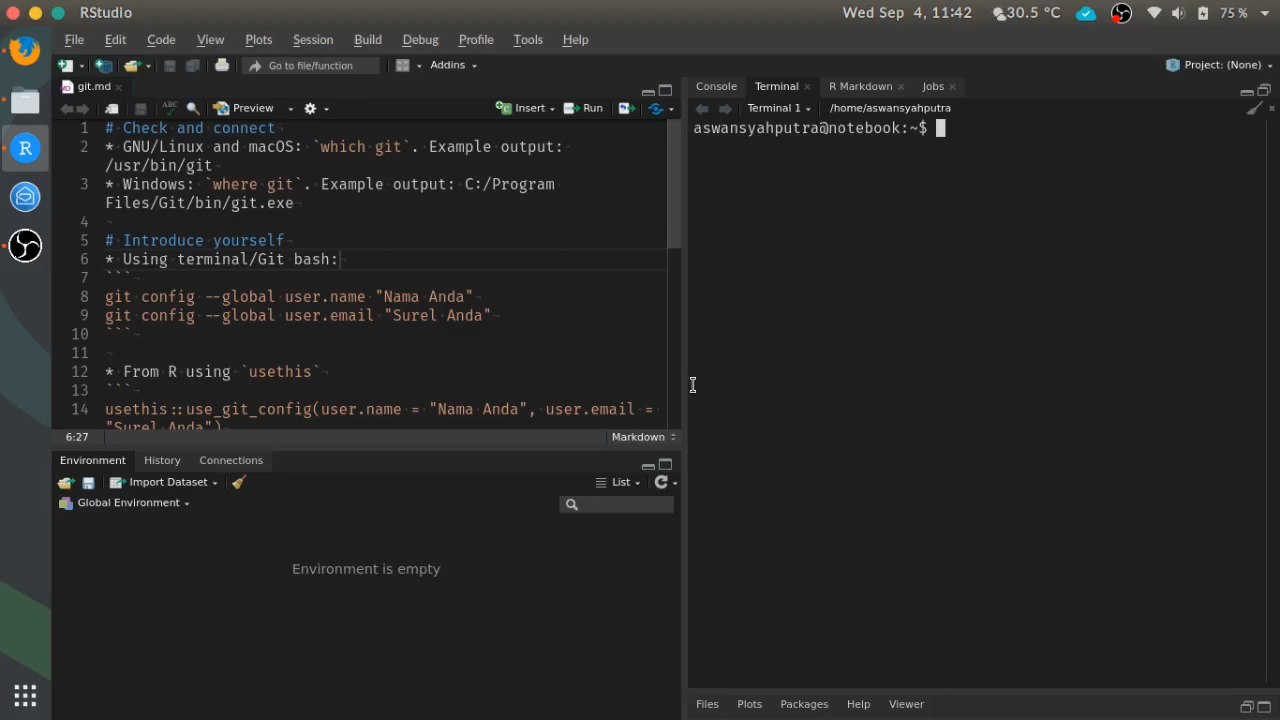 RStudio
Wed Sep 4, 11:42
30.5 °C
75 %
File Edit Code View Plots Session Build Debug Profile Tools Help
Go to file/function
Addins
Project: (None)
git.md
ABC
Preview
Insert
Run
1 # Check and connect
2 * GNU/Linux and macOS: `which git`. Example output:
/usr/bin/git
3 * Windows: `where git`. Example output: C:/Program
Files/Git/bin/git.exe
4
5 # Introduce yourself
6 * Using terminal/Git bash:
7 ```
8 git config --global user.name "Nama Anda"
9 git config --global user.email "Surel Anda"
10 ```
11
12 * From R using `usethis`
13 ```
14 usethis::use_git_config(user.name = "Nama Anda", user.email =
"Surel Anda")
6:27
Markdown
Environment History Connections
Import Dataset
List
Global Environment
Environment is empty
Console Terminal R Markdown Jobs
Terminal 1 /home/aswansyahputra
aswansyahputra@notebook:~$
Files Plots Packages Help Viewer